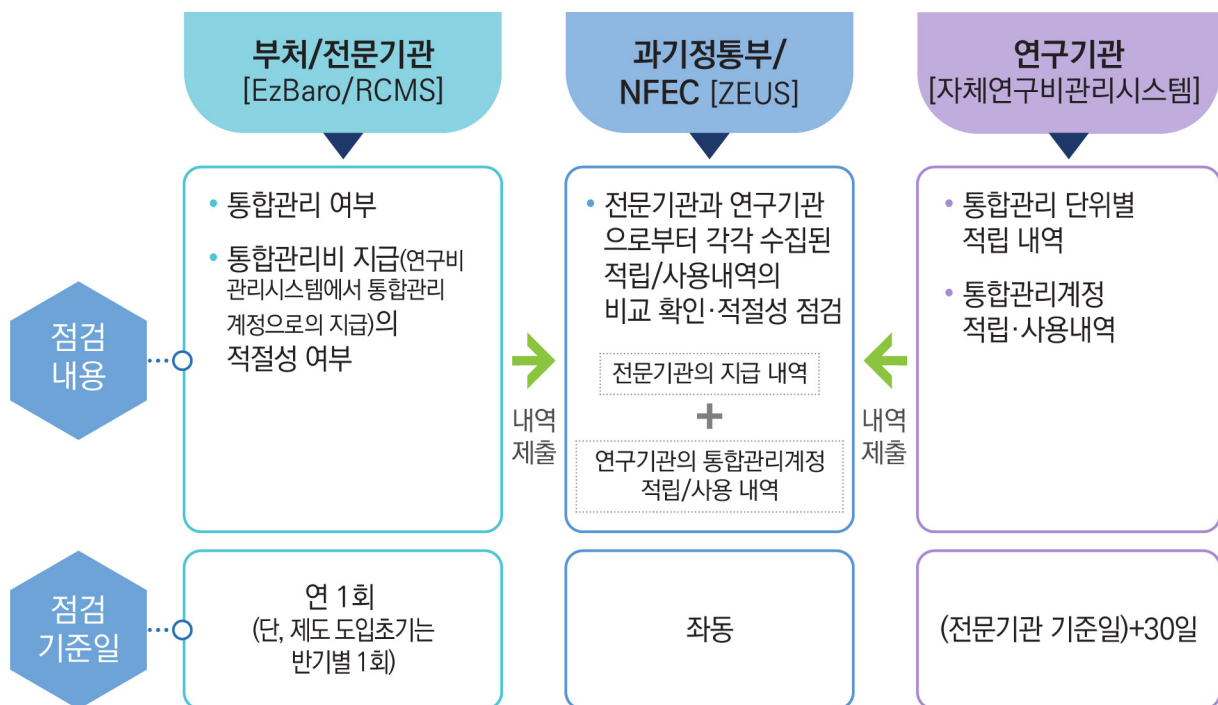 부처/전문기관
[EzBaro/RCMS]
과기정통부/
NFEC [ZEUS]
연구기관
[자체연구비관리시스템]
점검
내용
• 통합관리 여부
• 통합관리비 지급(연구비
관리시스템에서 통합관리
계정으로의 지급)의
적절성 여부
내역
제출
• 전문기관과 연구기관
으로부터 각각 수집된
적립/사용내역의
비교 확인·적절성 점검
전문기관의 지급 내역
+
연구기관의 통합관리계정
적립/사용 내역
내역
제출
• 통합관리 단위별
적립 내역
• 통합관리계정
적립·사용내역
점검
기준일
연 1회
(단, 제도 도입초기는
반기별 1회)
좌동
(전문기관 기준일)+30일